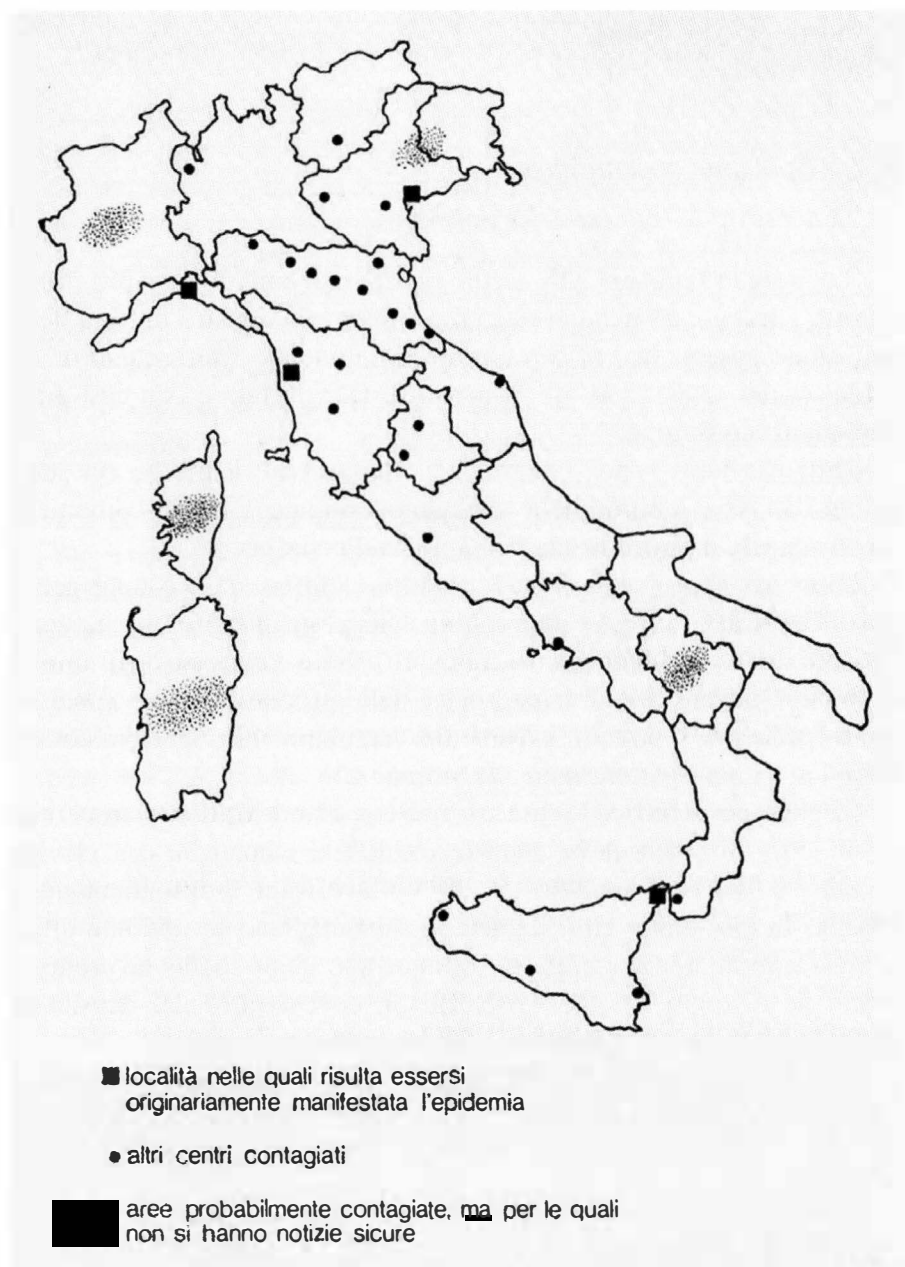 località nelle quali risulta essersi
originariamente manifestata l'epidemia
altri centri contagiati
aree probabilmente contagiate, ma per le quali
non si hanno notizie sicure